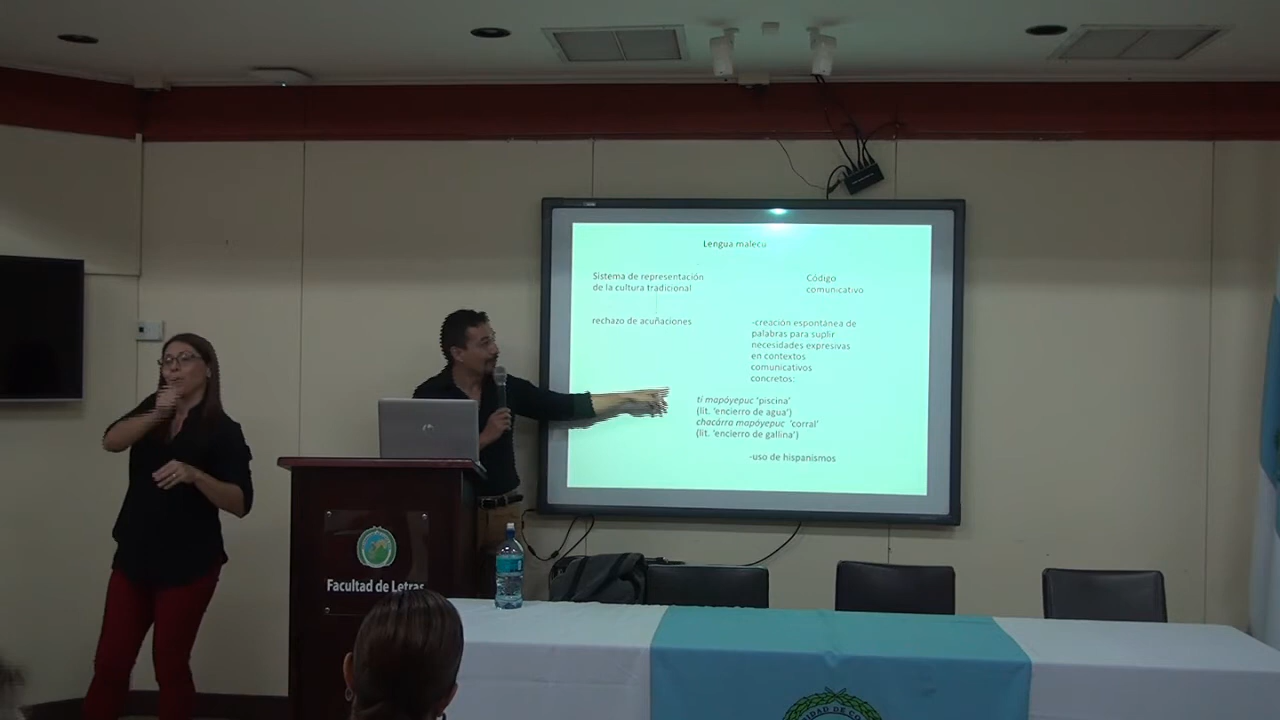 Lengua malecu
Sistema de representación
de la cultura tradicional
Código
comunicativo
rechazo de acuñaciones
-creación espontánea de
palabras para suplir
necesidades expresivas
en contextos
comunicativos
concretos:
tí mapóyepuc 'piscina'
(lit. 'encierro de agua')
chacárra mapóyepuc 'corral'
(lit. 'encierro de gallina')
-uso de hispanismos
Facultad de Letras